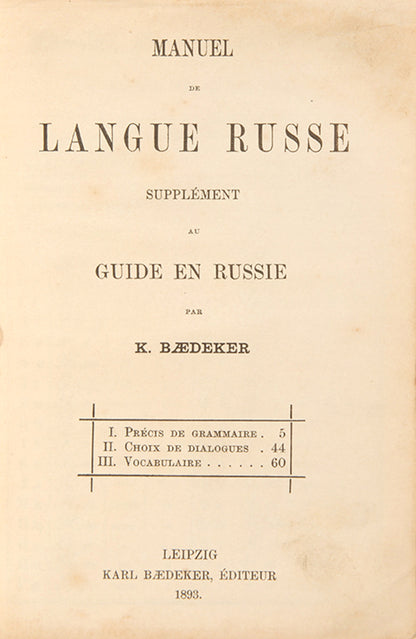 MANUEL
DE
LANGUE RUSSE
SUPPLÉMENT
AU
GUIDE EN RUSSIE
PAR
K. BÆDEKER
I. PRÉCIS DE GRAMMAIRE . 5
II. CHOIX DE DIALOGUES . 44
III. VOCABULAIRE . . . . . . 60
LEIPZIG
KARL BÆDEKER, ÉDITEUR
1893.